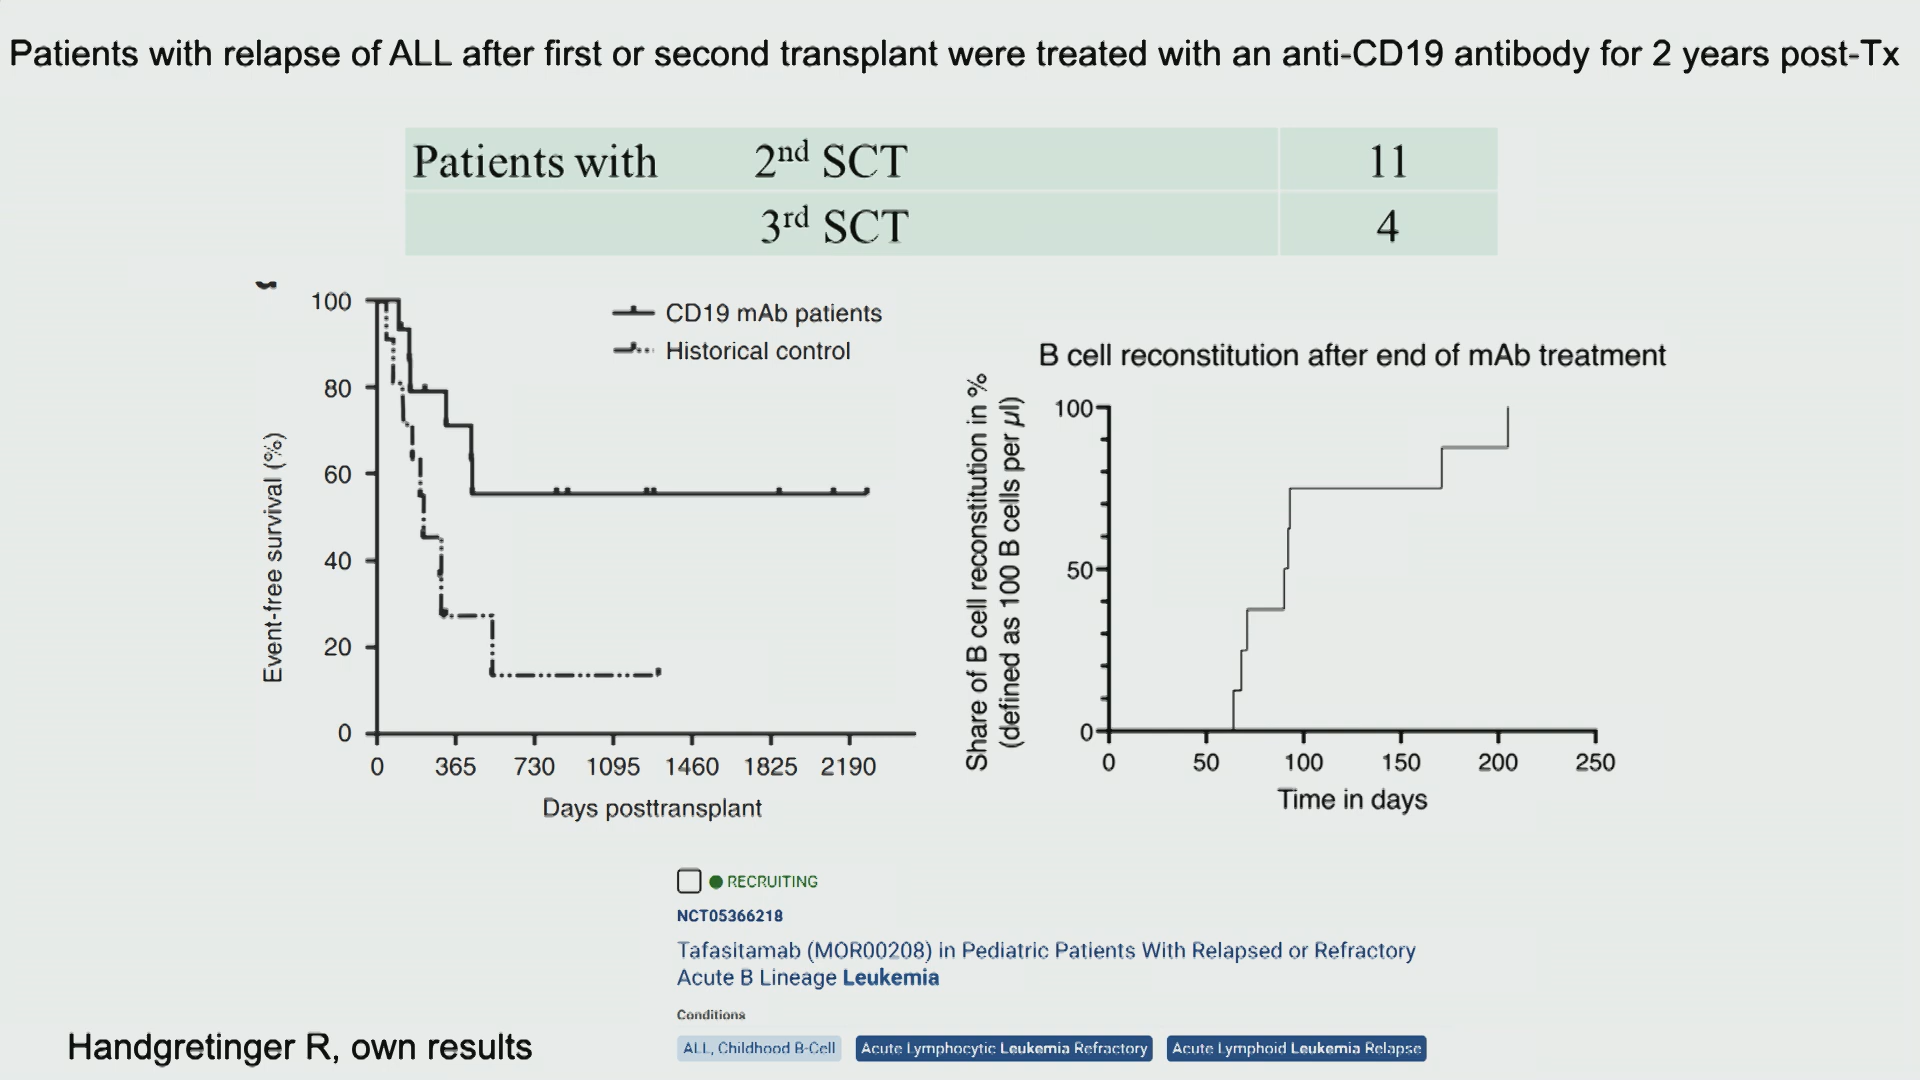 Patients with relapse of ALL after first or second transplant were treated with an anti-CD19 antibody for 2 years post-Tx
Patients with 2nd SCT 11
3rd SCT 4
CD19 mAb patients
Historical control
Event-free survival (%)
100
80
60
40
20
0
0 365 730 1095 1460 1825 2190
Days posttransplant
B cell reconstitution after end of mAb treatment
Share of B cell reconstitution in %
(defined as 100 B cells per µl)
100
50
0
0 50 100 150 200 250
Time in days
RECRUITING
NCT05366218
Tafasitamab (MOR00208) in Pediatric Patients With Relapsed or Refractory
Acute B Lineage Leukemia
Conditions
ALL, Childhood B-Cell Acute Lymphocytic Leukemia Refractory Acute Lymphoid Leukemia Relapse
Handgretinger R, own results